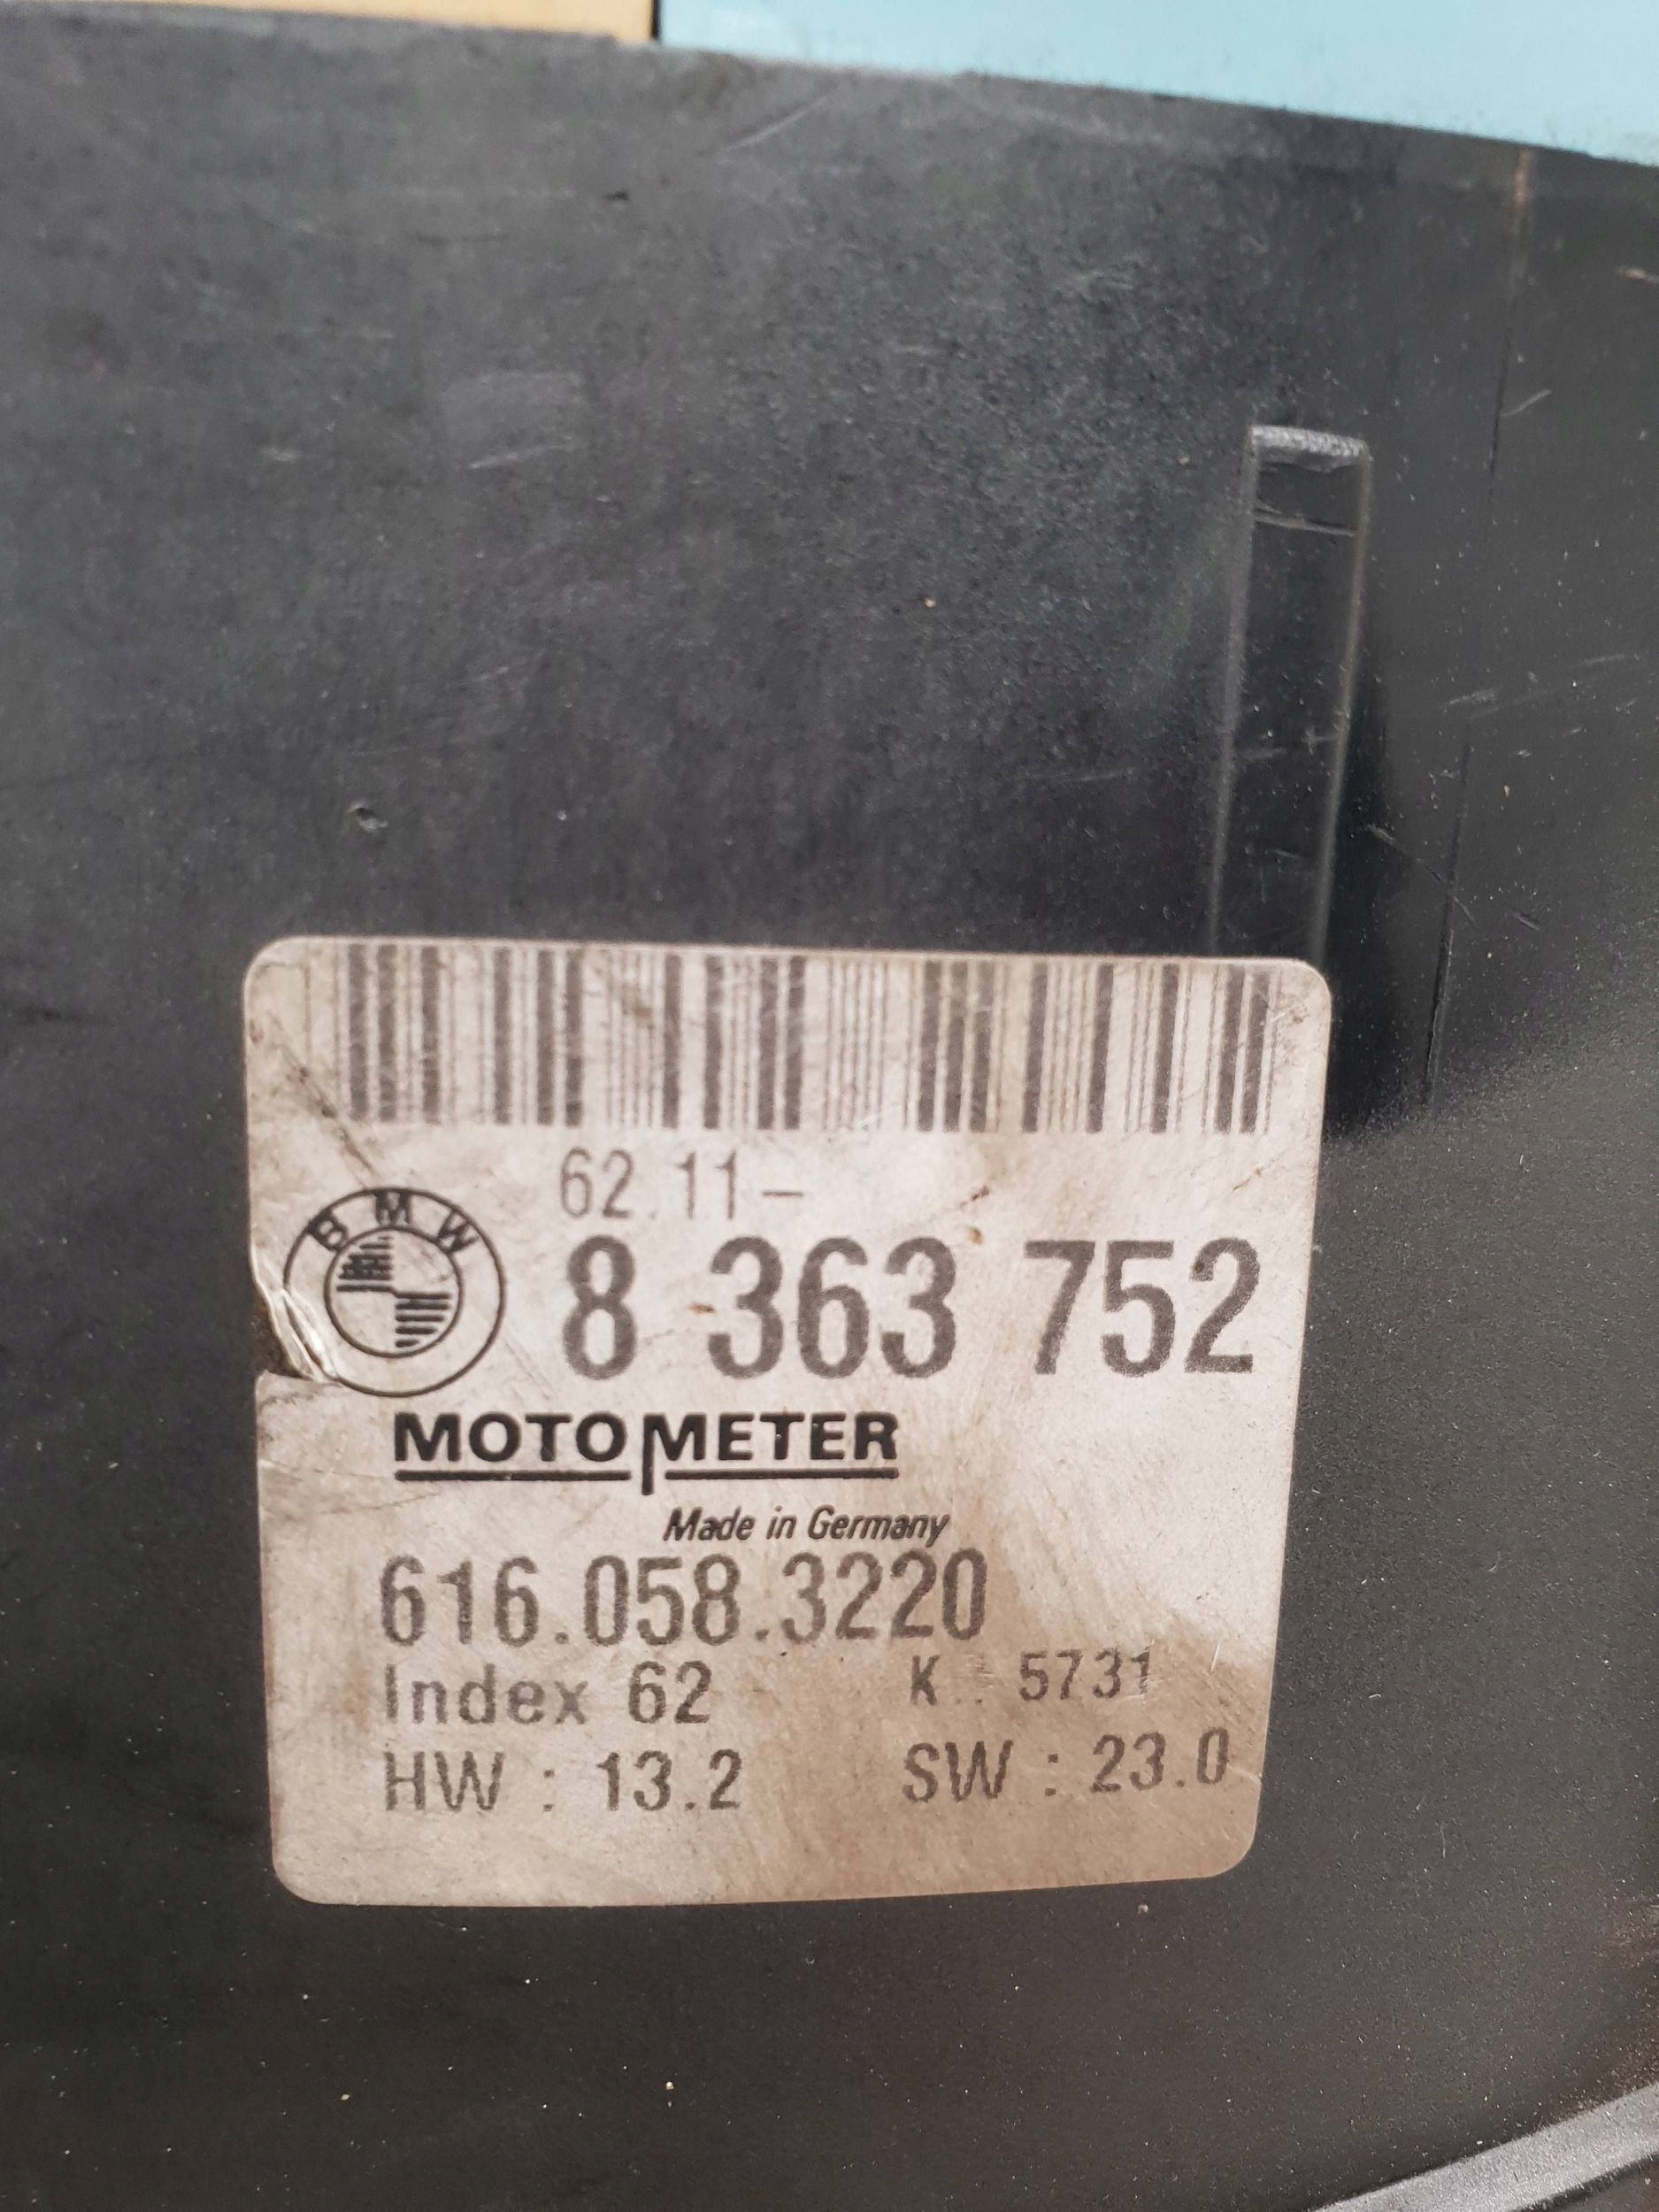 62.11-
BMW
8 363 752
MOTOMETER
Made in Germany
616.058.3220
Index 62 K.. 5731
HW : 13.2 SW : 23.0